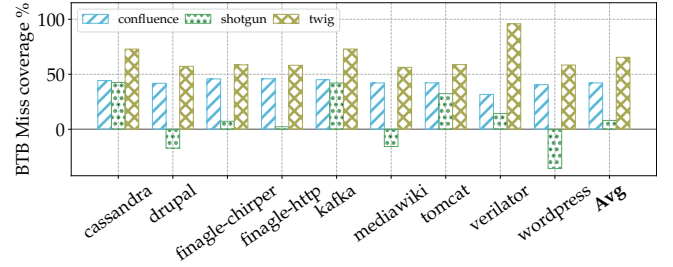 BTB Miss coverage %
100
50
0
confluence
shotgun
twig
cassandra
drupal
finagle-chirper
finagle-http
kafka
mediawiki
tomcat
verilator
wordpress
Avg